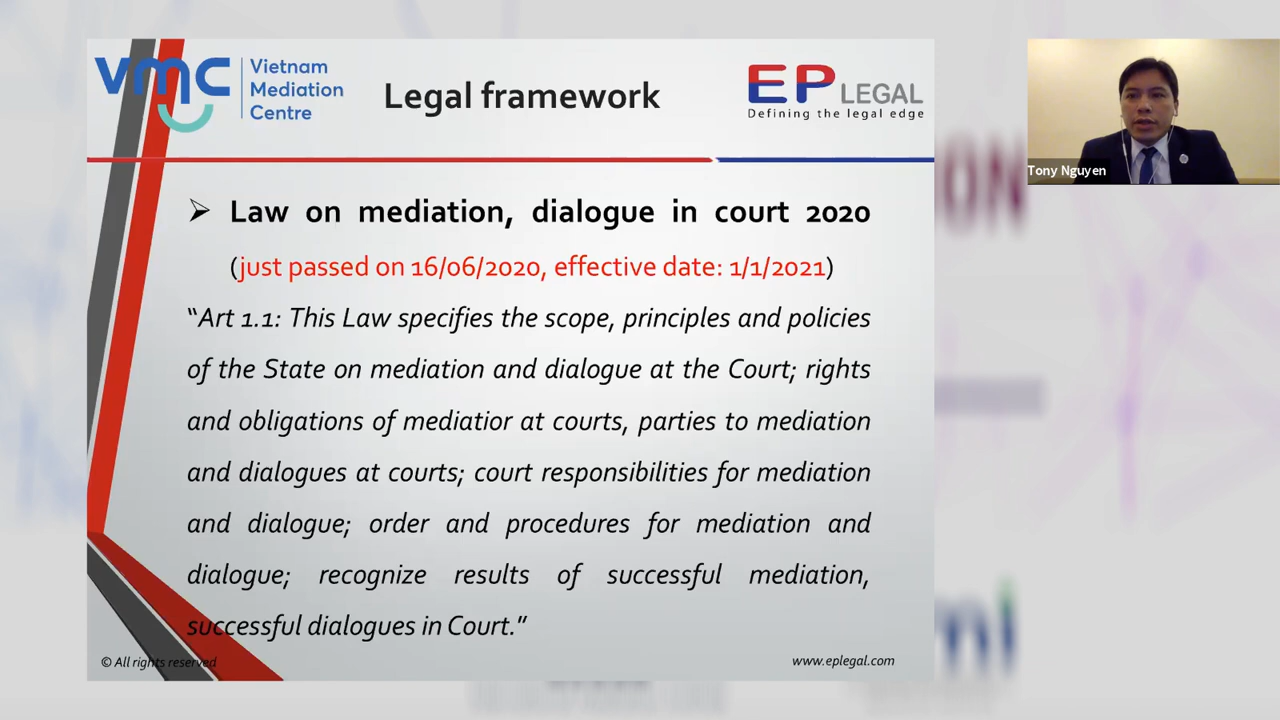 vmc
Vietnam
Mediation
Centre
Legal framework
EP LEGAL
Defining the legal edge
Tony Nguyen
ON
Law on mediation, dialogue in court 2020
(just passed on 16/06/2020, effective date: 1/1/2021)
“Art 1.1: This Law specifies the scope, principles and policies
of the State on mediation and dialogue at the Court; rights
and obligations of mediatior at courts, parties to mediation
and dialogues at courts; court responsibilities for mediation
and dialogue; order and procedures for mediation and
dialogue; recognize results of successful mediation,
successful dialogues in Court.”
© All rights reserved
www.eplegal.com